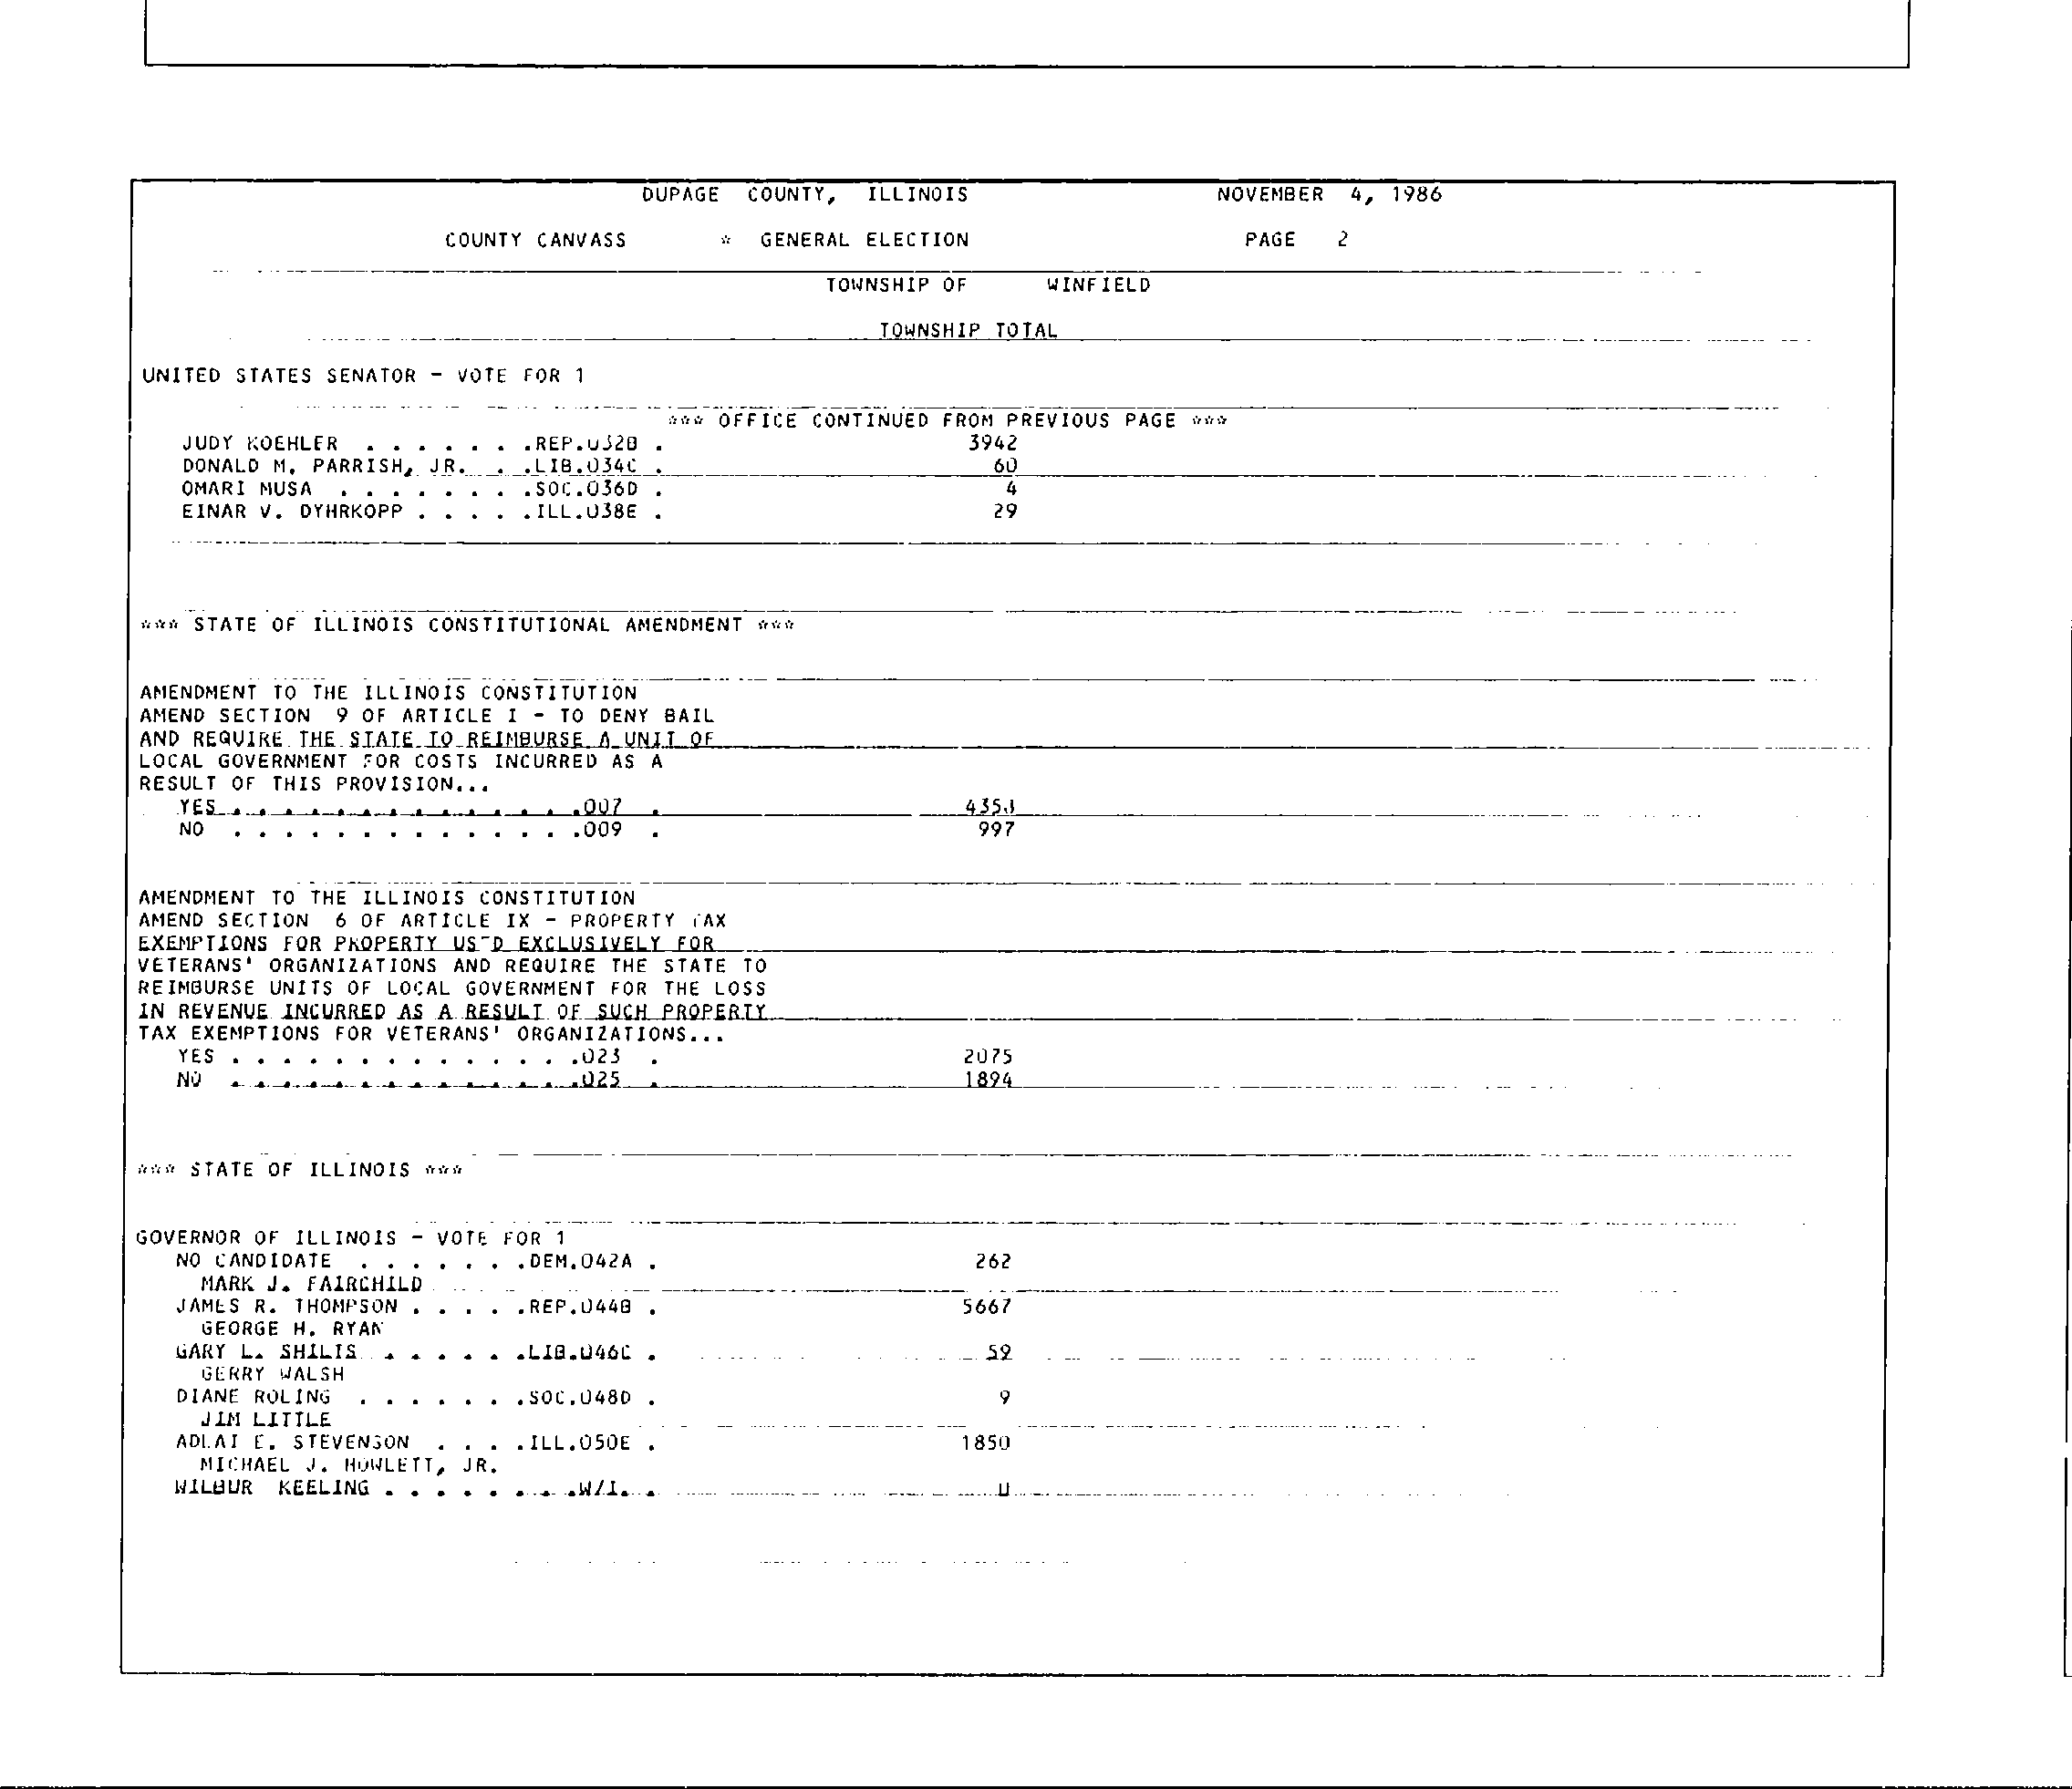 DUPAGE COUNTY, ILLINOIS NOVEMBER 4, 1986
COUNTY CANVASS * GENERAL ELECTION PAGE 2
TOWNSHIP OF WINFIELD
TOWNSHIP TOTAL
UNITED STATES SENATOR - VOTE FOR 1
*** OFFICE CONTINUED FROM PREVIOUS PAGE ***
JUDY KOEHLER . . . . . . .REP.032B . 3942
DONALD M. PARRISH, JR. . .LIB.034C . 60
OMARI MUSA . . . . . . . .SOC.036D . 4
EINAR V. DYHRKOPP . . . . .ILL.038E . 29
*** STATE OF ILLINOIS CONSTITUTIONAL AMENDMENT ***
AMENDMENT TO THE ILLINOIS CONSTITUTION
AMEND SECTION 9 OF ARTICLE I - TO DENY BAIL
AND REQUIRE THE STATE TO REIMBURSE A UNIT OF
LOCAL GOVERNMENT FOR COSTS INCURRED AS A
RESULT OF THIS PROVISION...
YES . . . . . . . . . . . . . .007 .
NO . . . . . . . . . . . . . .009 . 997
AMENDMENT TO THE ILLINOIS CONSTITUTION
AMEND SECTION 6 OF ARTICLE IX - PROPERTY TAX
EXEMPTIONS FOR PROPERTY USED EXCLUSIVELY FOR
VETERANS' ORGANIZATIONS AND REQUIRE THE STATE TO
REIMBURSE UNITS OF LOCAL GOVERNMENT FOR THE LOSS
IN REVENUE INCURRED AS A RESULT OF SUCH PROPERTY
TAX EXEMPTIONS FOR VETERANS' ORGANIZATIONS...
YES . . . . . . . . . . . . . .023 . 2075
NO . . . . . . . . . . . . . .025 . 1894
*** STATE OF ILLINOIS ***
GOVERNOR OF ILLINOIS - VOTE FOR 1
NO CANDIDATE . . . . . . .DEM.042A . 262
MARK J. FAIRCHILD
JAMES R. THOMPSON . . . . .REP.044B . 5667
GEORGE H. RYAN
GARY L. SHILIS . . . . . .LIB.046C . 59
GERRY WALSH
DIANE ROLING . . . . . . .SOC.048D . 9
JIM LITTLE
ADLAI E. STEVENSON . . . .ILL.050E . 1850
MICHAEL J. HOWLETT, JR.
WILBUR KEELING . . . . . . . .W/I. . 0